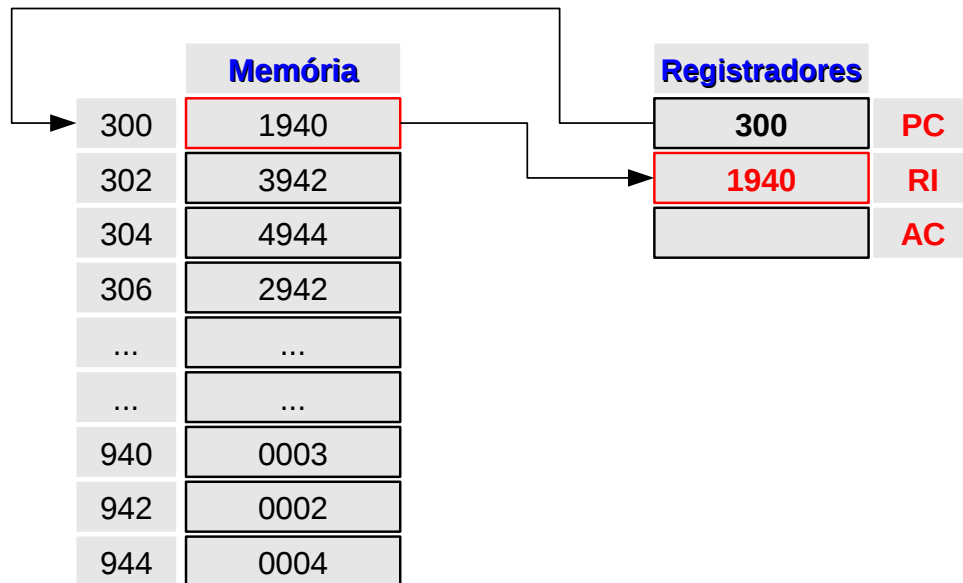 Memória Registradores
300 1940 300 PC
302 3942 1940 RI
304 4944 AC
306 2942
... ...
... ...
940 0003
942 0002
944 0004